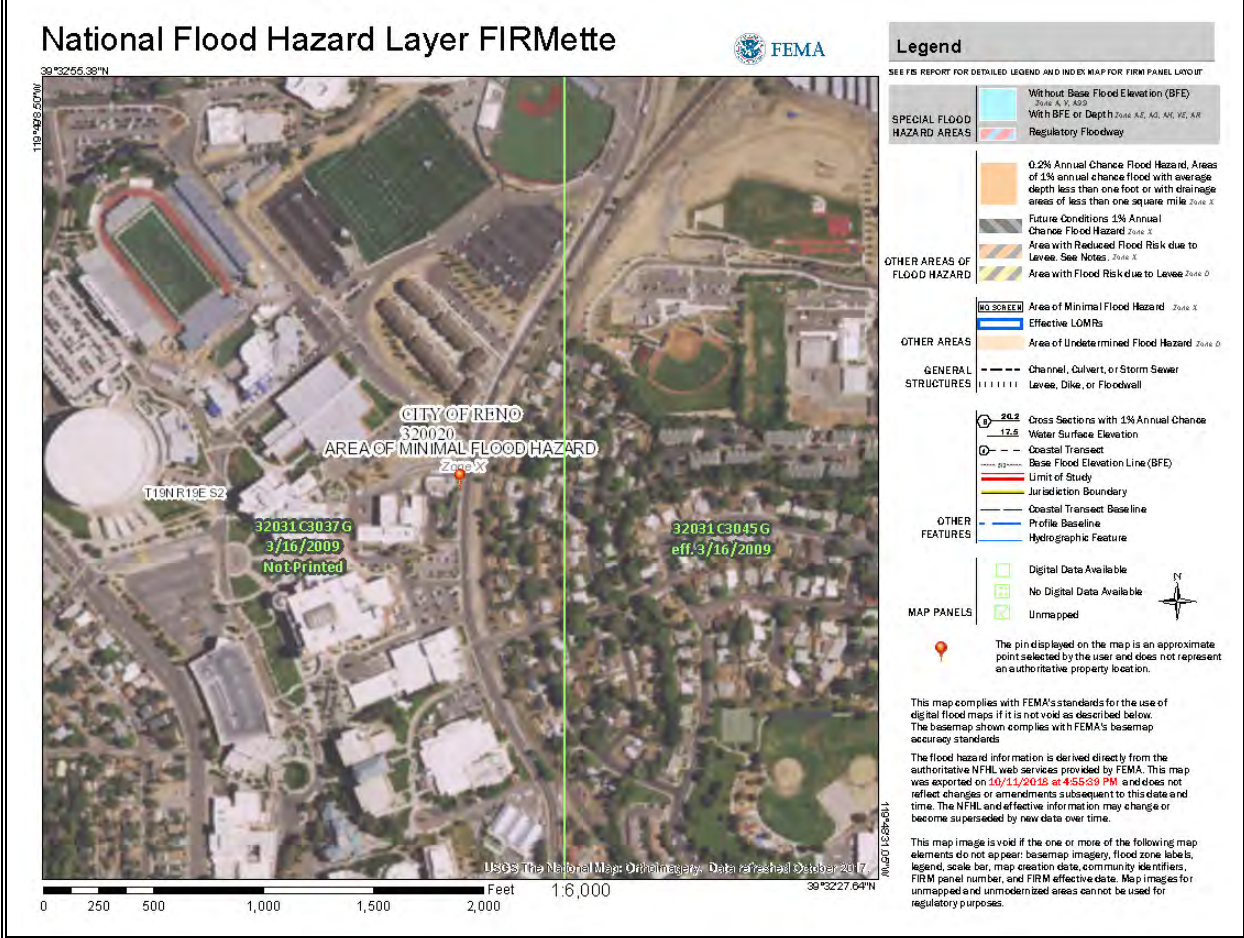 National Flood Hazard Layer FIRMette
FEMA
39°32'55.38"N
119°49'8.50"W
CITY OF RENO
320020
AREA OF MINIMAL FLOOD HAZARD
Zone X
T19N R19E S2
32031C3037G
3/16/2009
Not Printed
32031C3045G
eff. 3/16/2009
USGS The National Map: Orthoimagery. Data refreshed October 2017.
119°48'31.05"W
39°32'27.64"N
Feet
1:6,000
0
250
500
1,000
1,500
2,000
Legend
SEE FIS REPORT FOR DETAILED LEGEND AND INDEX MAP FOR FIRM PANEL LAYOUT
SPECIAL FLOOD
HAZARD AREAS
Without Base Flood Elevation (BFE)
Zone A, V, A99
With BFE or Depth Zone AE, AO, AH, VE, AR
Regulatory Floodway
OTHER AREAS OF
FLOOD HAZARD
0.2% Annual Chance Flood Hazard, Areas
of 1% annual chance flood with average
depth less than one foot or with drainage
areas of less than one square mile Zone X
Future Conditions 1% Annual
Chance Flood Hazard Zone X
Area with Reduced Flood Risk due to
Levee. See Notes. Zone X
Area with Flood Risk due to Levee Zone D
OTHER AREAS
NO SCREEN Area of Minimal Flood Hazard Zone X
Effective LOMRs
Area of Undetermined Flood Hazard Zone D
GENERAL
STRUCTURES
Channel, Culvert, or Storm Sewer
Levee, Dike, or Floodwall
OTHER
FEATURES
B 20.2 Cross Sections with 1% Annual Chance
17.5 Water Surface Elevation
Coastal Transect
Base Flood Elevation Line (BFE)
Limit of Study
Jurisdiction Boundary
Coastal Transect Baseline
Profile Baseline
Hydrographic Feature
MAP PANELS
Digital Data Available
No Digital Data Available
Unmapped
N
The pin displayed on the map is an approximate
point selected by the user and does not represent
an authoritative property location.
This map complies with FEMA's standards for the use of
digital flood maps if it is not void as described below.
The basemap shown complies with FEMA's basemap
accuracy standards
The flood hazard information is derived directly from the
authoritative NFHL web services provided by FEMA. This map
was exported on 10/11/2018 at 4:55:39 PM and does not
reflect changes or amendments subsequent to this date and
time. The NFHL and effective information may change or
become superseded by new data over time.
This map image is void if the one or more of the following map
elements do not appear: basemap imagery, flood zone labels,
legend, scale bar, map creation date, community identifiers,
FIRM panel number, and FIRM effective date. Map images for
unmapped and unmodernized areas cannot be used for
regulatory purposes.